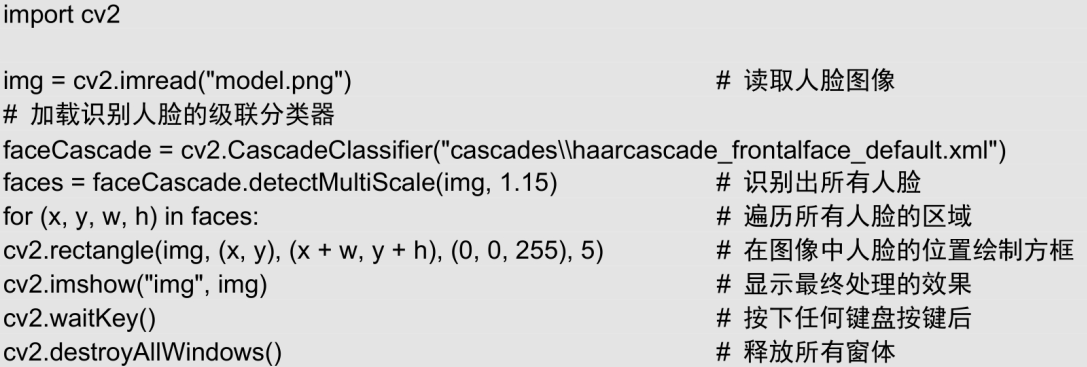 import cv2
img = cv2.imread("model.png") # 读取人脸图像
# 加载识别人脸的级联分类器
faceCascade = cv2.CascadeClassifier("cascades\\haarcascade_frontalface_default.xml")
faces = faceCascade.detectMultiScale(img, 1.15) # 识别出所有人脸
for (x, y, w, h) in faces: # 遍历所有人脸的区域
cv2.rectangle(img, (x, y), (x + w, y + h), (0, 0, 255), 5) # 在图像中人脸的位置绘制方框
cv2.imshow("img", img) # 显示最终处理的效果
cv2.waitKey() # 按下任何键盘按键后
cv2.destroyAllWindows() # 释放所有窗体